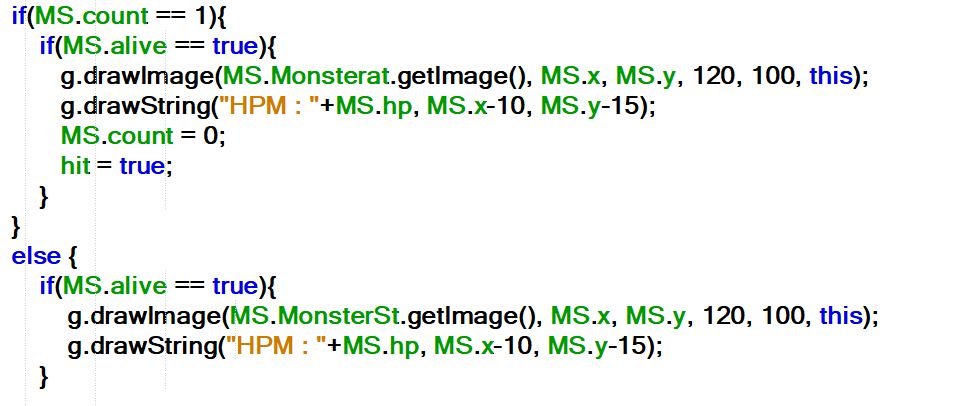 if(MS.count == 1){
if(MS.alive == true){
g.drawImage(MS.Monsterat.getImage(), MS.x, MS.y, 120, 100, this);
g.drawString("HPM : "+MS.hp, MS.x-10, MS.y-15);
MS.count = 0;
hit = true;
}
}
else {
if(MS.alive == true){
g.drawImage(MS.MonsterSt.getImage(), MS.x, MS.y, 120, 100, this);
g.drawString("HPM : "+MS.hp, MS.x-10, MS.y-15);
}